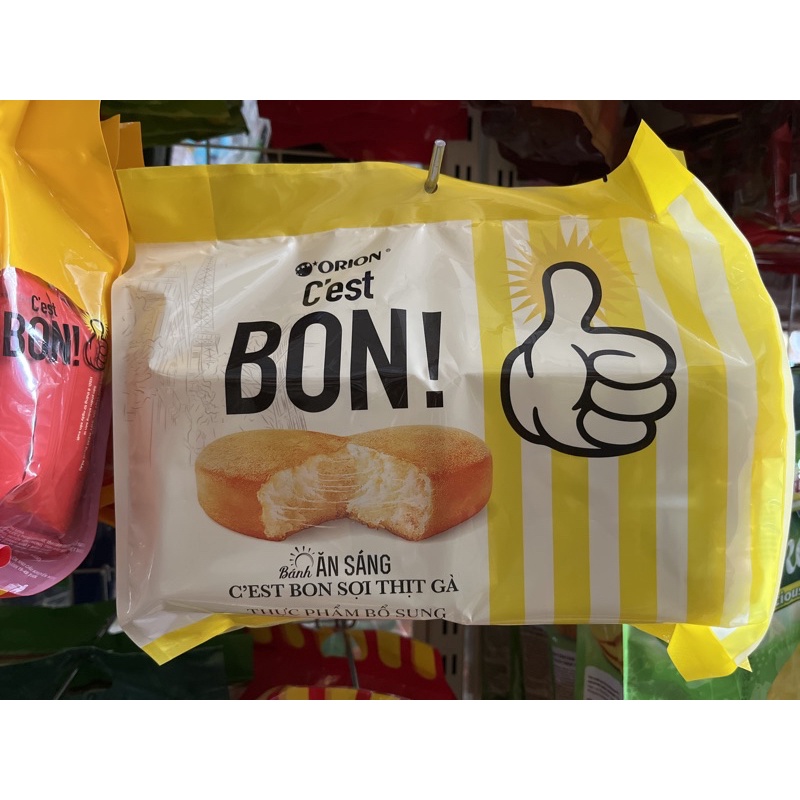 ORION
C'est
BON!
Bánh ĂN SÁNG
C'EST BON SỢI THỊT GÀ
THỰC PHẨM BỔ SUNG
C'est
BON!